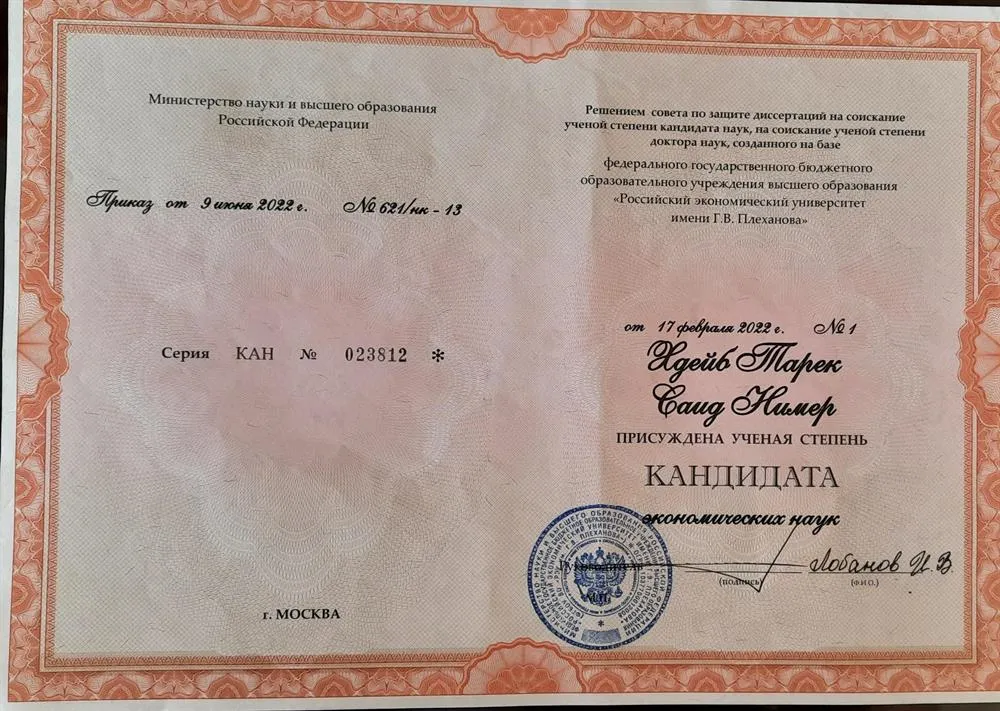 Министерство науки и высшего образования
Российской Федерации
Приказ от 9 июня 2022 г. № 621/нк - 13
Серия КАН № 023812 *
г. МОСКВА
Решением совета по защите диссертаций на соискание
ученой степени кандидата наук, на соискание ученой степени
доктора наук, созданного на базе
федерального государственного бюджетного
образовательного учреждения высшего образования
«Российский экономический университет
имени Г.В. Плеханова»
от 17 февраля 2022 г. № 1
Хдейб Тарек
Саид Нимер
ПРИСУЖДЕНА УЧЕНАЯ СТЕПЕНЬ
КАНДИДАТА
экономических наук
Руководитель
Лобанов И. В.
(подпись) (Ф.И.О.)
М.П.